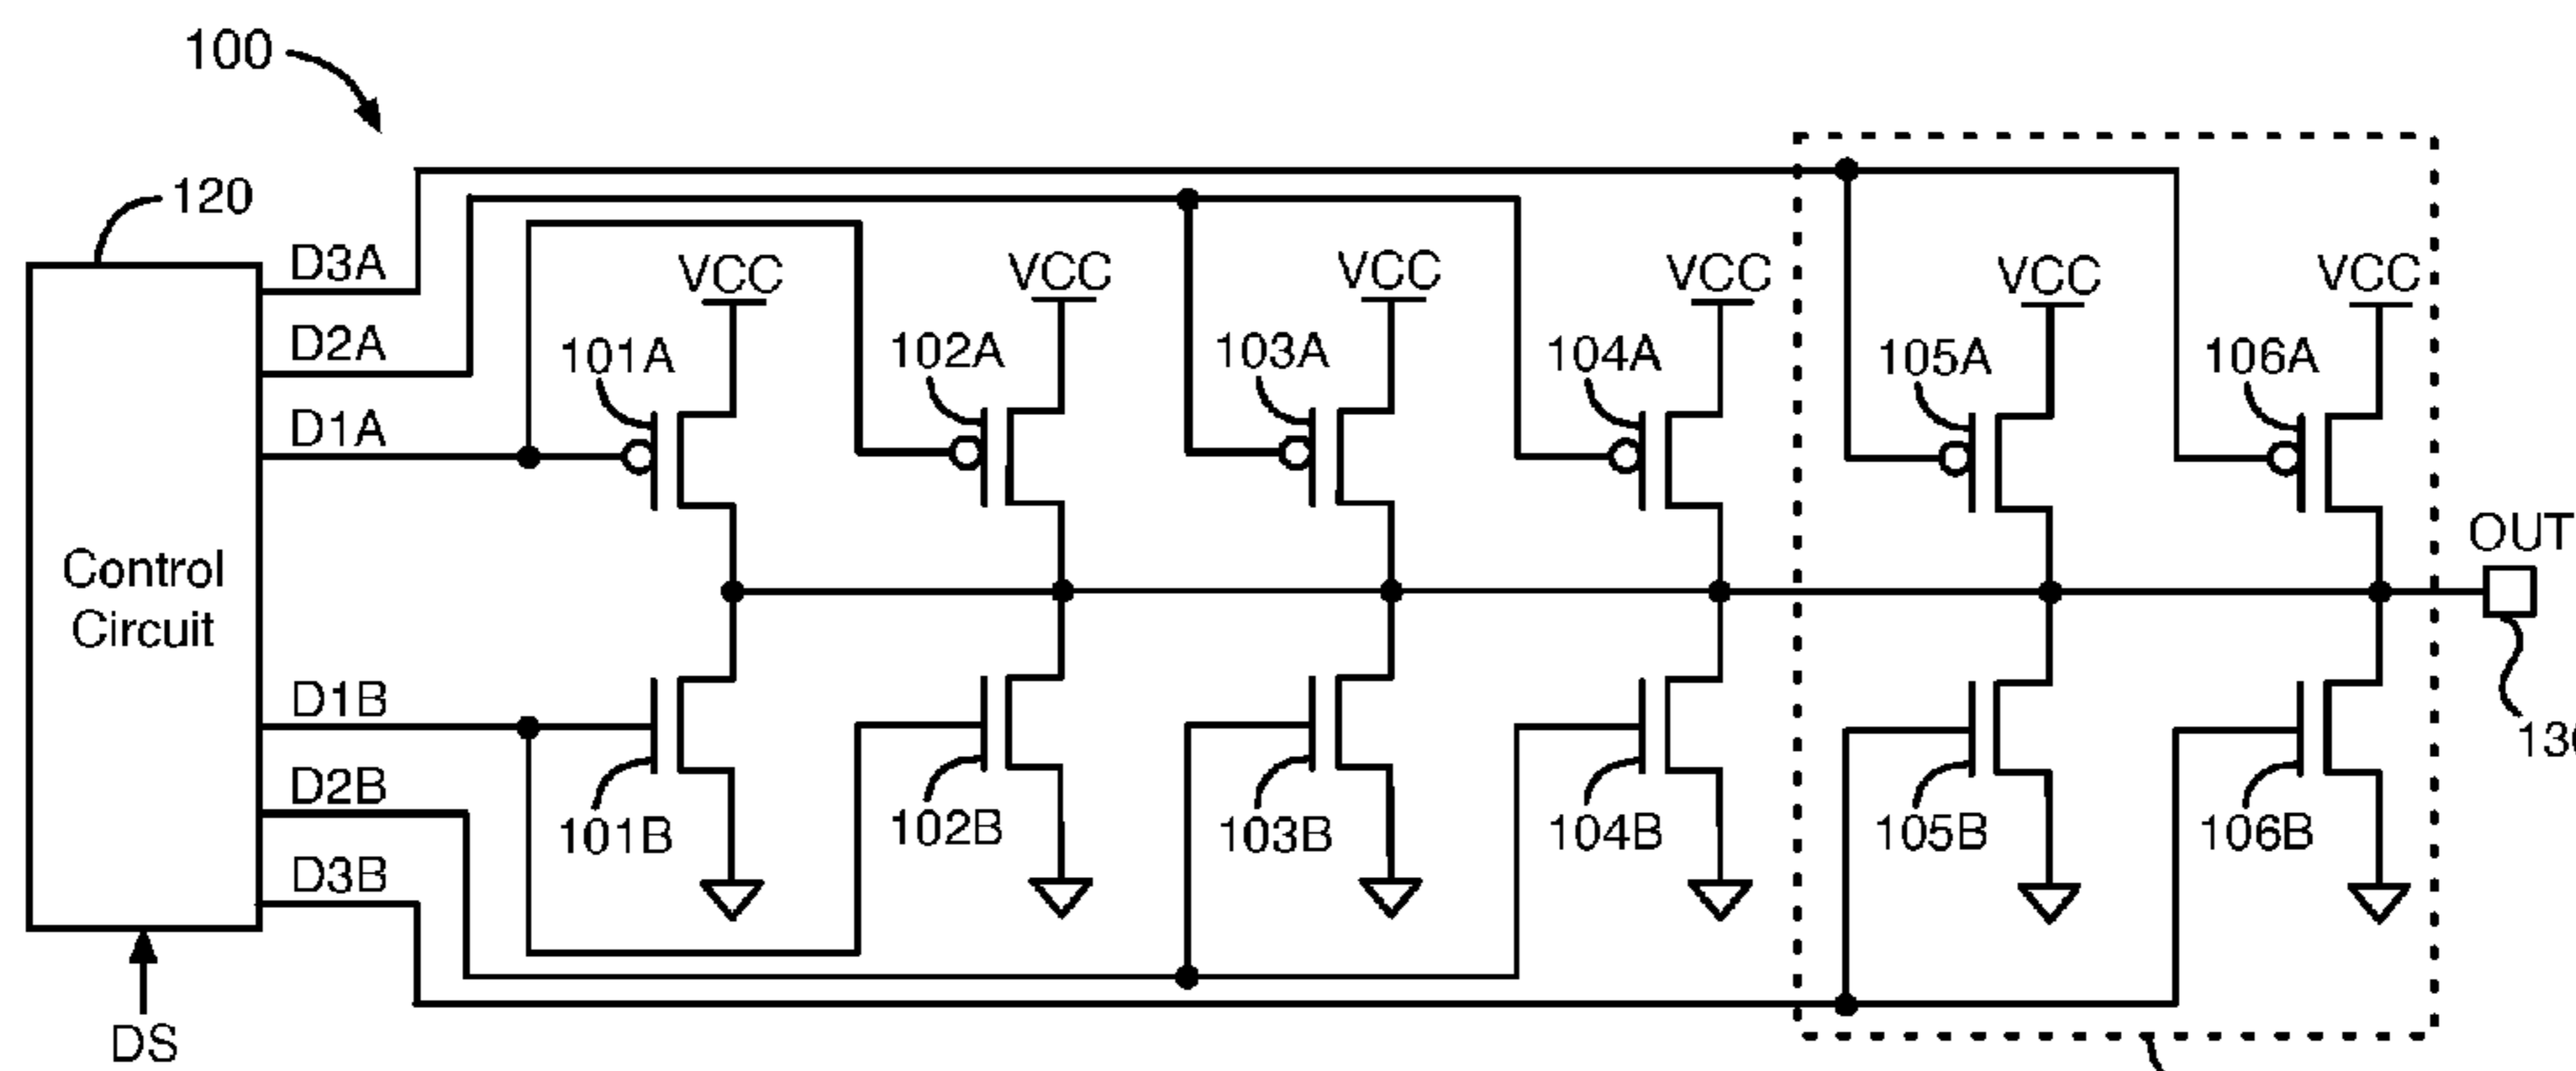 100
120
D3A
D2A
D1A
VCC
VCC
VCC
VCC
VCC
VCC
101A
102A
103A
104A
105A
106A
Control
Circuit
OUT
D1B
D2B
D3B
101B
102B
103B
104B
105B
106B
DS